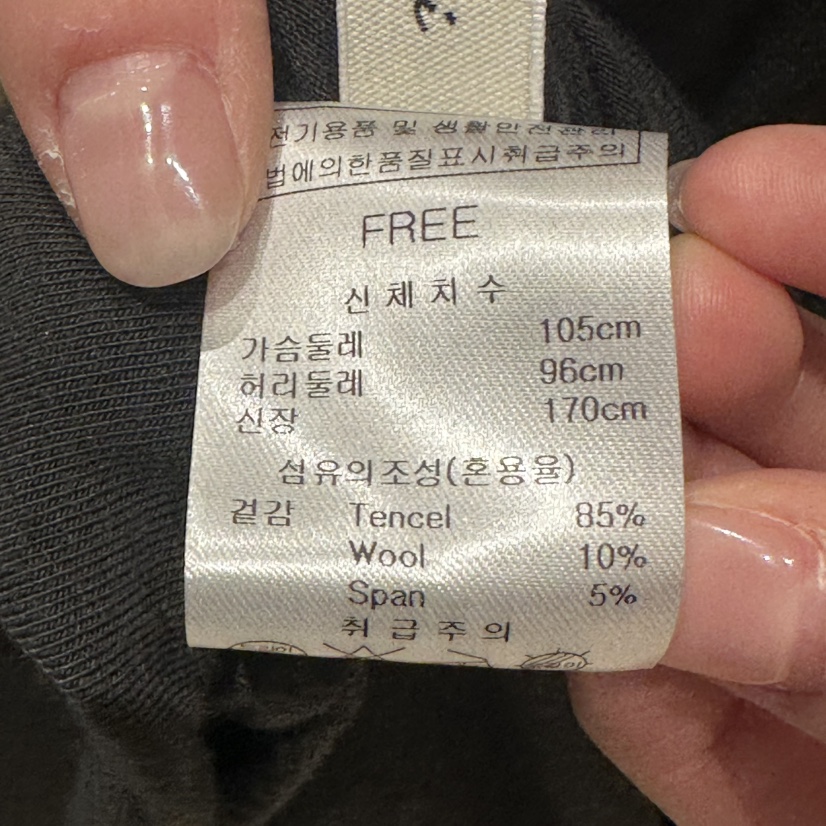 전기용품 및 생활안전관리
법에의한품질표시취급주의
FREE
신체치수
가슴둘레 105cm
허리둘레 96cm
신장 170cm
섬유의조성(혼용율)
겉감 Tencel 85%
Wool 10%
Span 5%
취급주의